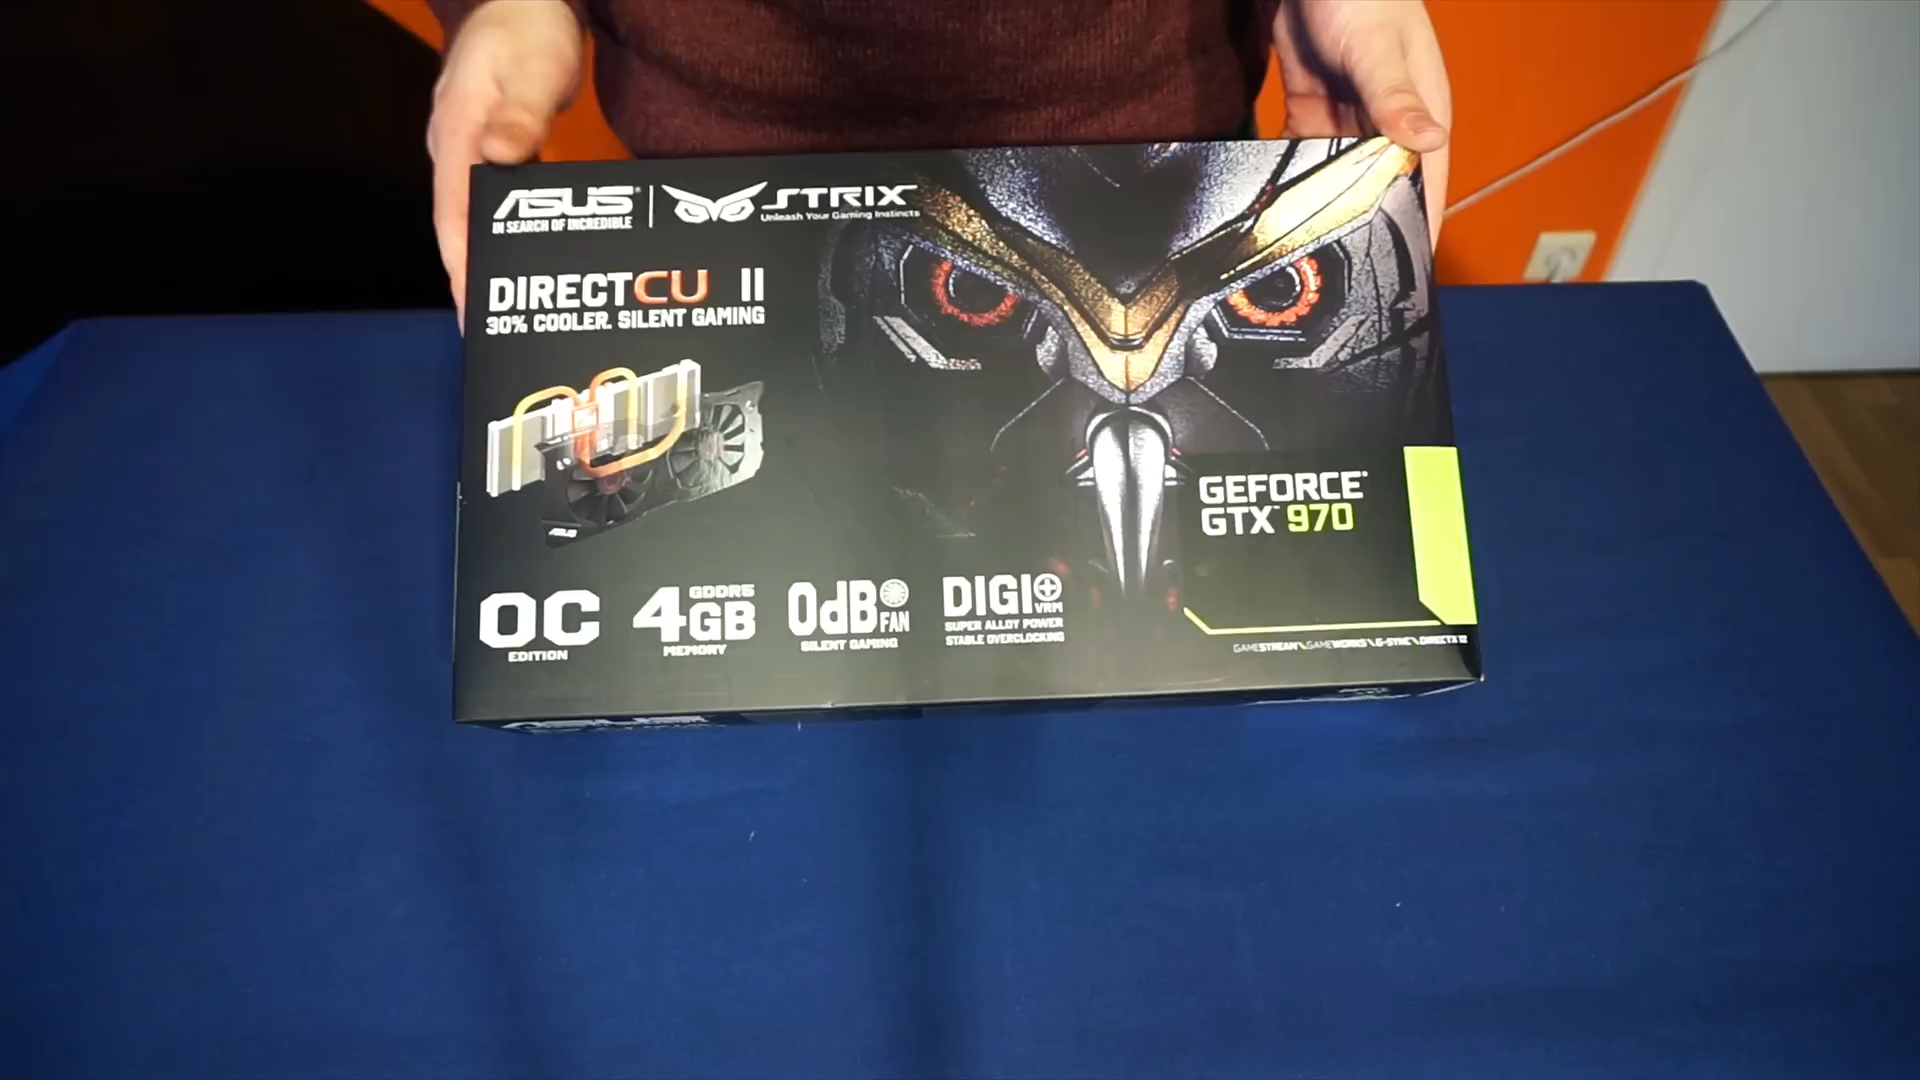 ASUS STRIX
IN SEARCH OF INCREDIBLE Unleash Your Gaming Instincts
DIRECTCU II
30% COOLER. SILENT GAMING
ASUS
GEFORCE®
GTX™ 970
OC
EDITION
GDDR5
4GB
MEMORY
0dB FAN
SILENT GAMING
DIGI+ VRM
SUPER ALLOY POWER
STABLE OVERCLOCKING
GAMESTREAM\GAMEWORKS\G-SYNC\DIRECTX 12